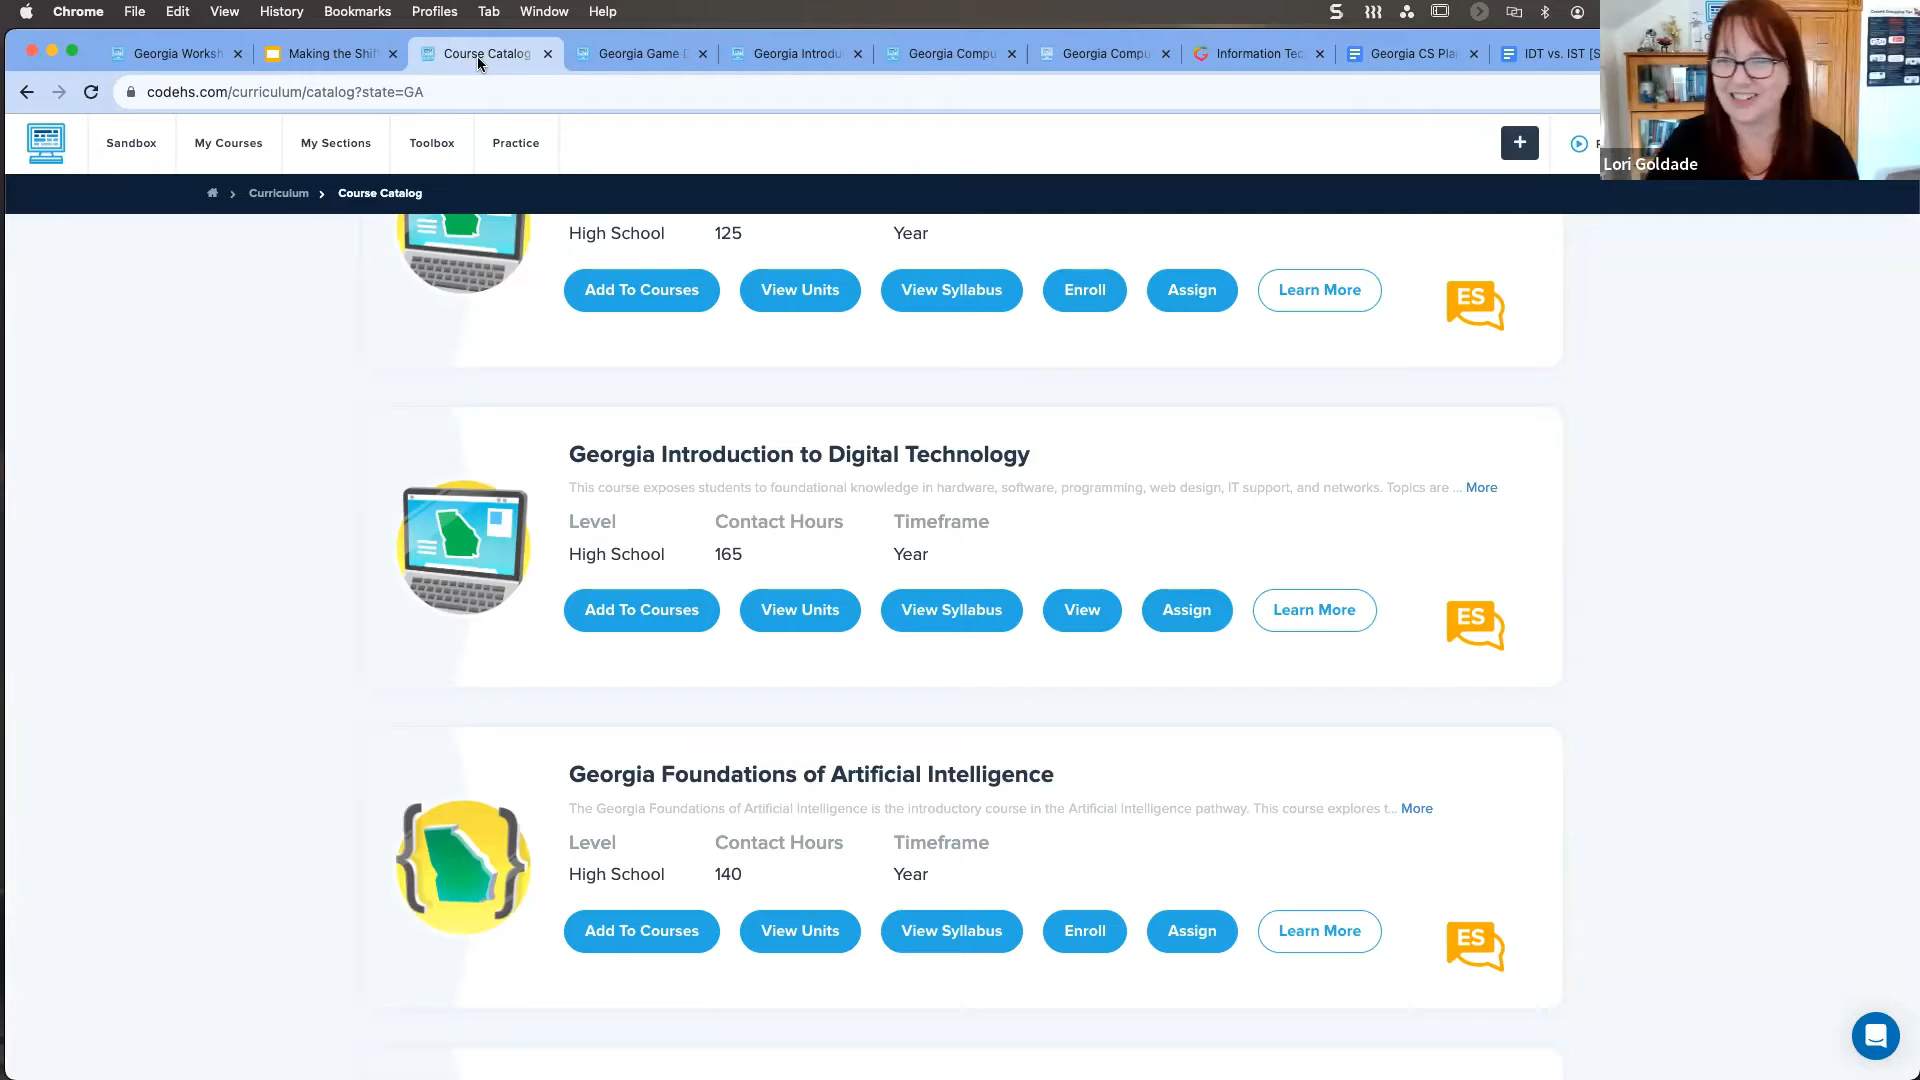 Chrome File Edit View History Bookmarks Profiles Tab Window Help
Georgia Worksh Making the Shif Course Catalog Georgia Game Georgia Introdu Georgia Compu Georgia Compu Information Tec Georgia CS Pla IDT vs. IST [S
codehs.com/curriculum/catalog?state=GA
Sandbox My Courses My Sections Toolbox Practice
+
Lori Goldade
Curriculum > Course Catalog
High School 125 Year
Add To Courses View Units View Syllabus Enroll Assign Learn More
ES
Georgia Introduction to Digital Technology
This course exposes students to foundational knowledge in hardware, software, programming, web design, IT support, and networks. Topics are ... More
Level Contact Hours Timeframe
High School 165 Year
Add To Courses View Units View Syllabus View Assign Learn More
ES
Georgia Foundations of Artificial Intelligence
The Georgia Foundations of Artificial Intelligence is the introductory course in the Artificial Intelligence pathway. This course explores t... More
Level Contact Hours Timeframe
High School 140 Year
Add To Courses View Units View Syllabus Enroll Assign Learn More
ES